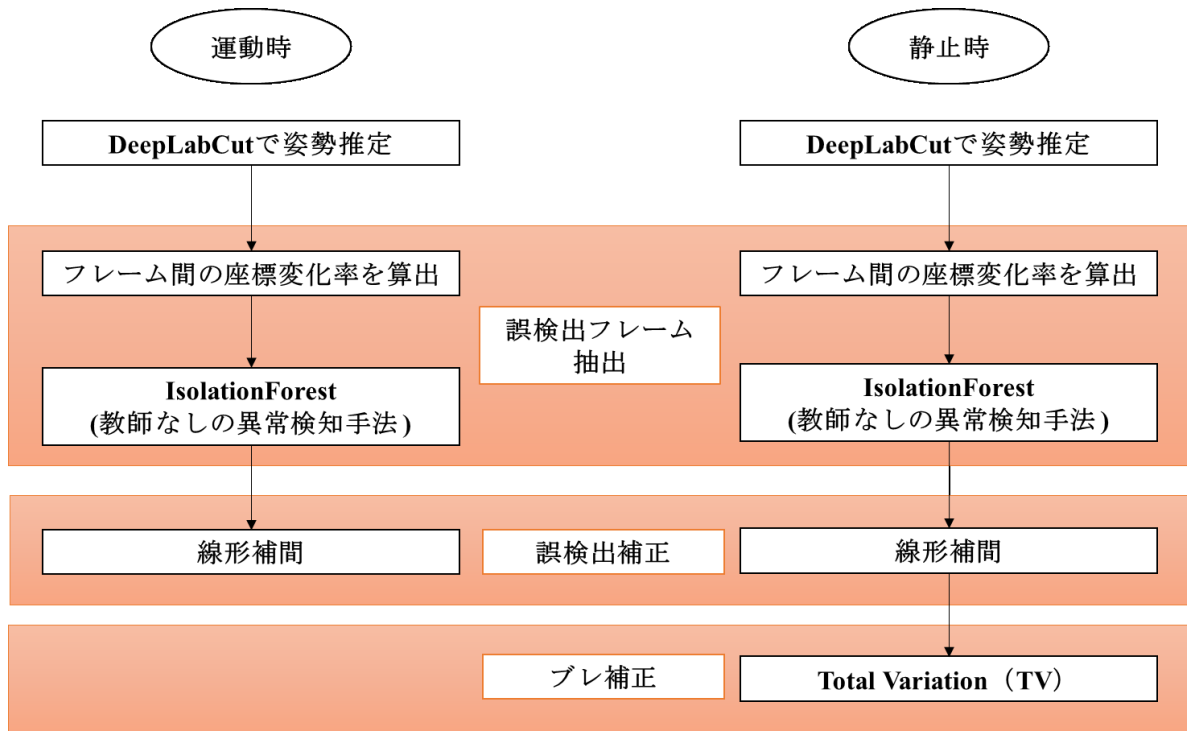 運動時
静止時
DeepLabCutで姿勢推定
DeepLabCutで姿勢推定
フレーム間の座標変化率を算出
フレーム間の座標変化率を算出
誤検出フレーム
抽出
IsolationForest
(教師なしの異常検知手法)
IsolationForest
(教師なしの異常検知手法)
線形補間
誤検出補正
線形補間
ブレ補正
Total Variation（TV）